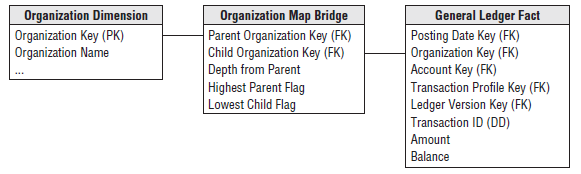 Organization Dimension
Organization Key (PK)
Organization Name
...
Organization Map Bridge
Parent Organization Key (FK)
Child Organization Key (FK)
Depth from Parent
Highest Parent Flag
Lowest Child Flag
General Ledger Fact
Posting Date Key (FK)
Organization Key (FK)
Account Key (FK)
Transaction Profile Key (FK)
Ledger Version Key (FK)
Transaction ID (DD)
Amount
Balance